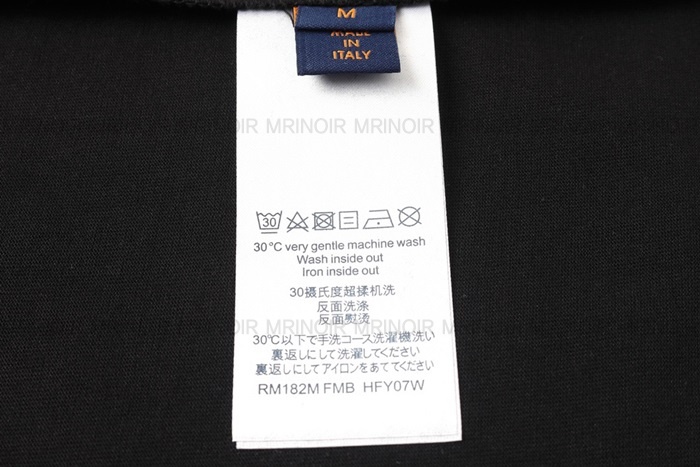 M
MADE
IN
ITALY
MRINOIR MRINOIR MRINOIR MRINOIR
30
30°C very gentle machine wash
Wash inside out
Iron inside out
30摄氏度超揉机洗
反面洗涤
反面熨烫
30℃以下で手洗コース洗濯機洗い
裏返しにして洗濯してください
裏返しにしてアイロンをあててください
RM182M FMB HFY07W